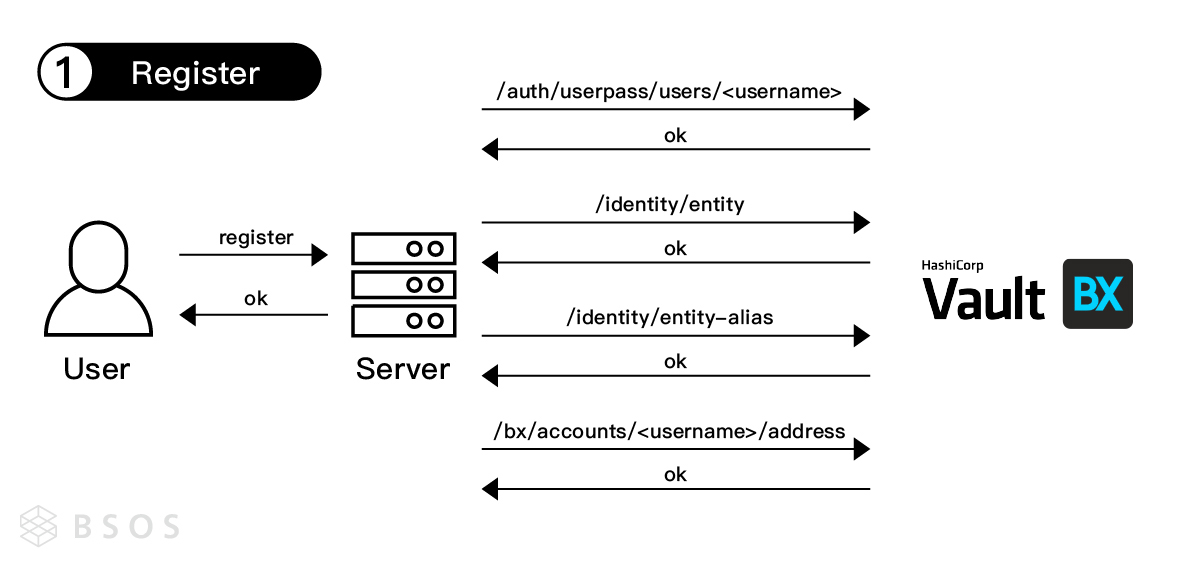 1 Register
/auth/userpass/users/<username>
ok
/identity/entity
ok
register
ok
/identity/entity–alias
ok
/bx/accounts/<username>/address
ok
User
Server
HashiCorp
Vault BX
BSOS